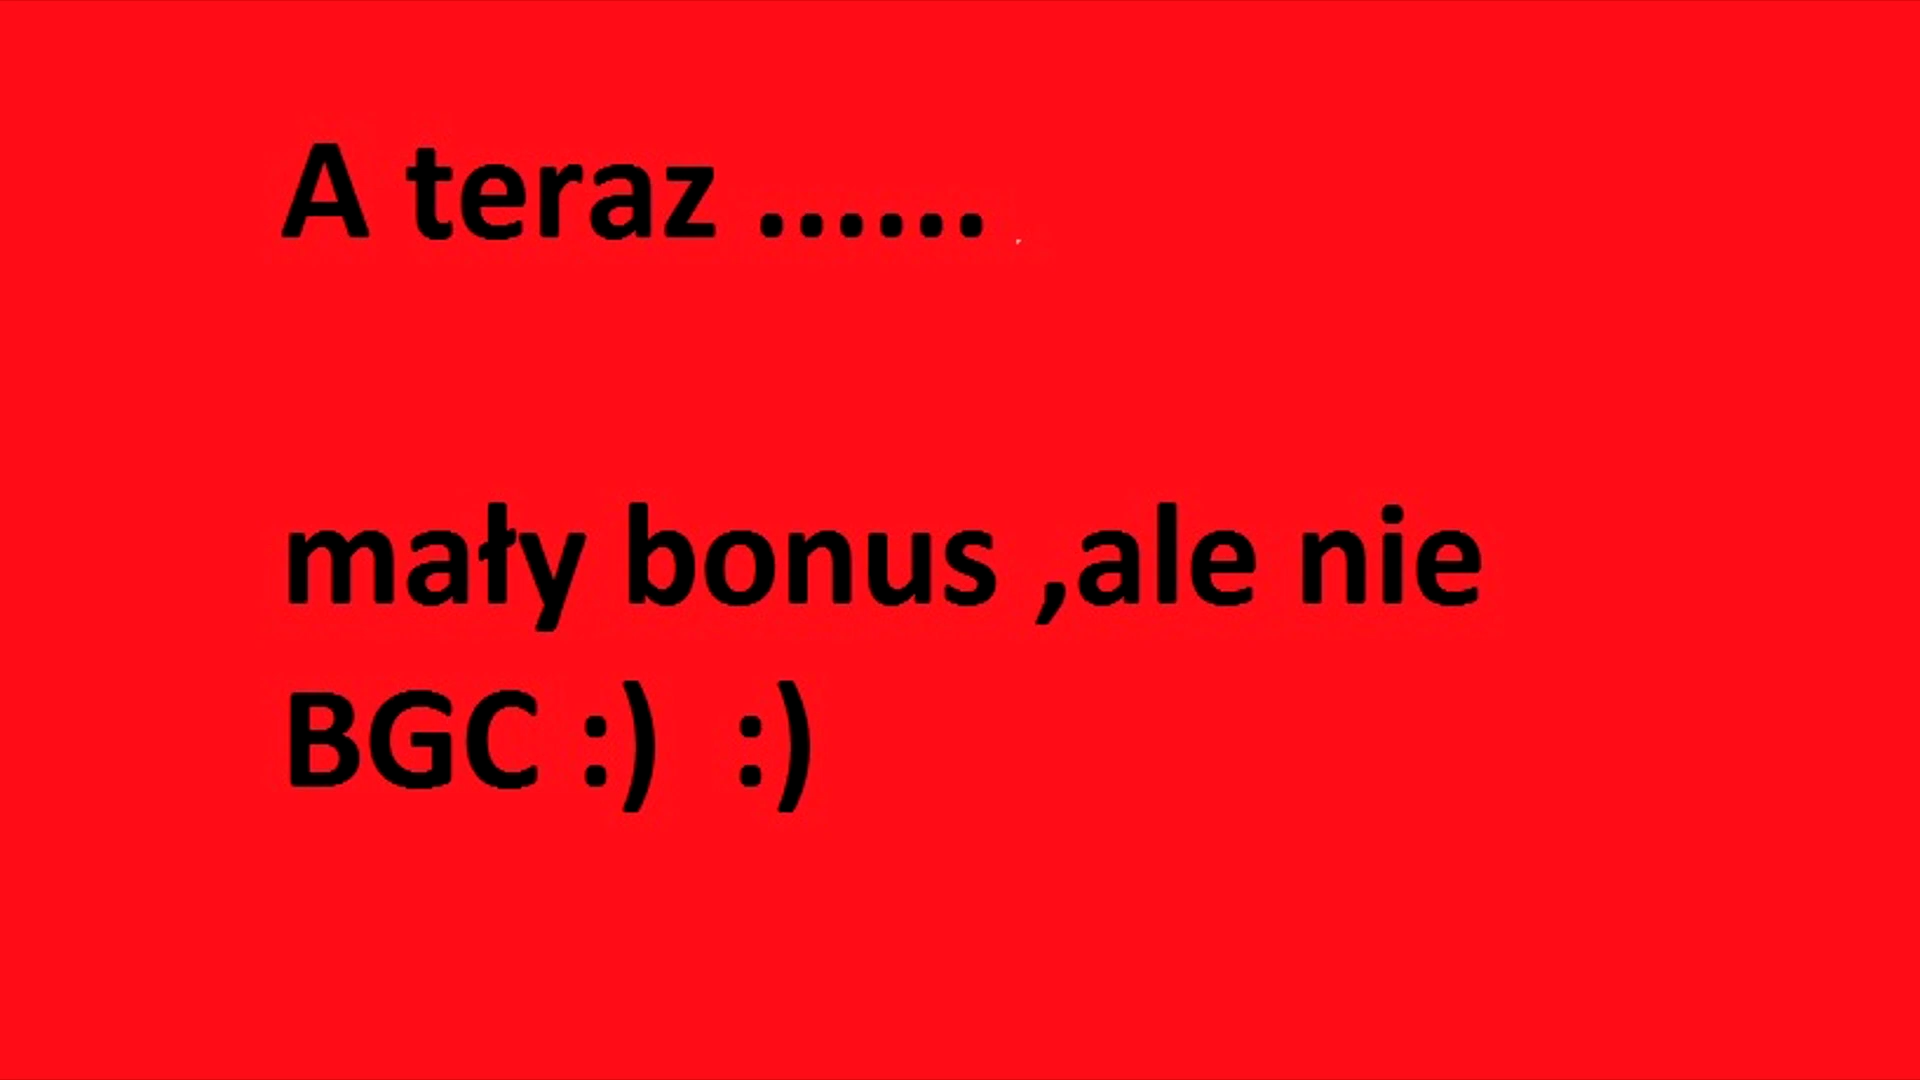 A teraz ......
mały bonus ,ale nie
BGC :)  :)